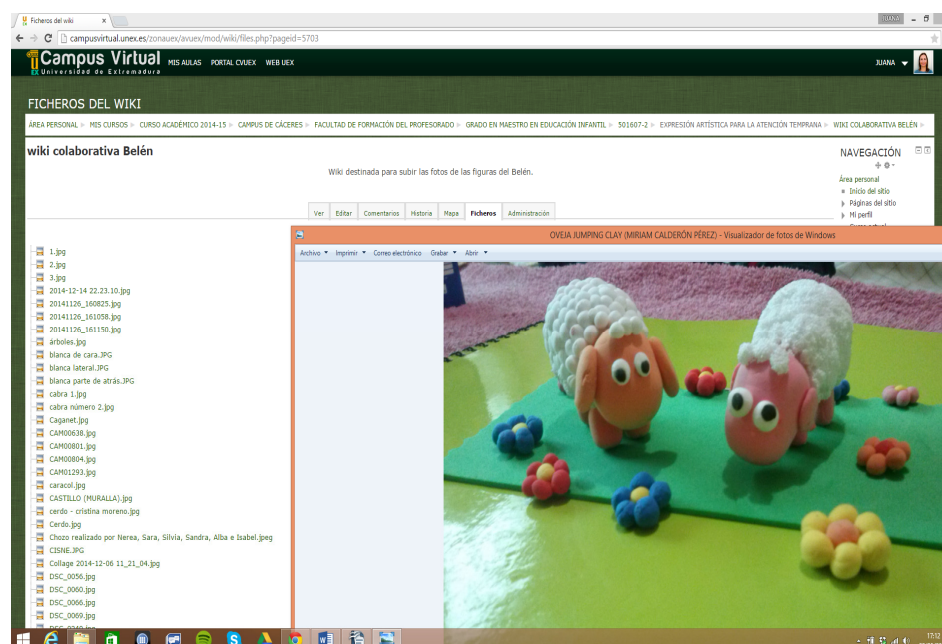 Ficheros del wiki
JUANA
campusvirtual.unex.es/zonauex/avuex/mod/wiki/files.php?pageid=5703
Campus Virtual MIS AULAS PORTAL CVUEX WEB UEX
EX Universidad de Extremadura
JUANA
FICHEROS DEL WIKI
ÁREA PERSONAL ► MIS CURSOS ► CURSO ACADÉMICO 2014-15 ► CAMPUS DE CÁCERES ► FACULTAD DE FORMACIÓN DEL PROFESORADO ► GRADO EN MAESTRO EN EDUCACIÓN INFANTIL ► 501607-2 ► EXPRESIÓN ARTÍSTICA PARA LA ATENCIÓN TEMPRANA ► WIKI COLABORATIVA BELÉN ►
wiki colaborativa Belén
Wiki destinada para subir las fotos de las figuras del Belén.
Ver Editar Comentarios Historia Mapa Ficheros Administración
NAVEGACIÓN
Área personal
Inicio del sitio
Páginas del sitio
Mi perfil
OVEJA JUMPING CLAY (MIRIAM CALDERÓN PÉREZ) - Visualizador de fotos de Windows
Archivo Imprimir Correo electrónico Grabar Abrir
1.jpg
2.jpg
3.jpg
2014-12-14 22.23.10.jpg
20141126_160825.jpg
20141126_161058.jpg
20141126_161150.jpg
árboles.jpg
blanca de cara.JPG
blanca lateral.JPG
blanca parte de atrás.JPG
cabra 1.jpg
cabra número 2.jpg
Caganet.jpg
CAM00638.jpg
CAM00801.jpg
CAM00804.jpg
CAM01293.jpg
caracol.jpg
CASTILLO (MURALLA).jpg
cerdo - cristina moreno.jpg
Cerdo.jpg
Chozo realizado por Nerea, Sara, Silvia, Sandra, Alba e Isabel.jpeg
CISNE.JPG
Collage 2014-12-06 11_21_04.jpg
DSC_0056.jpg
DSC_0060.jpg
DSC_0066.jpg
DSC_0069.jpg
17:12